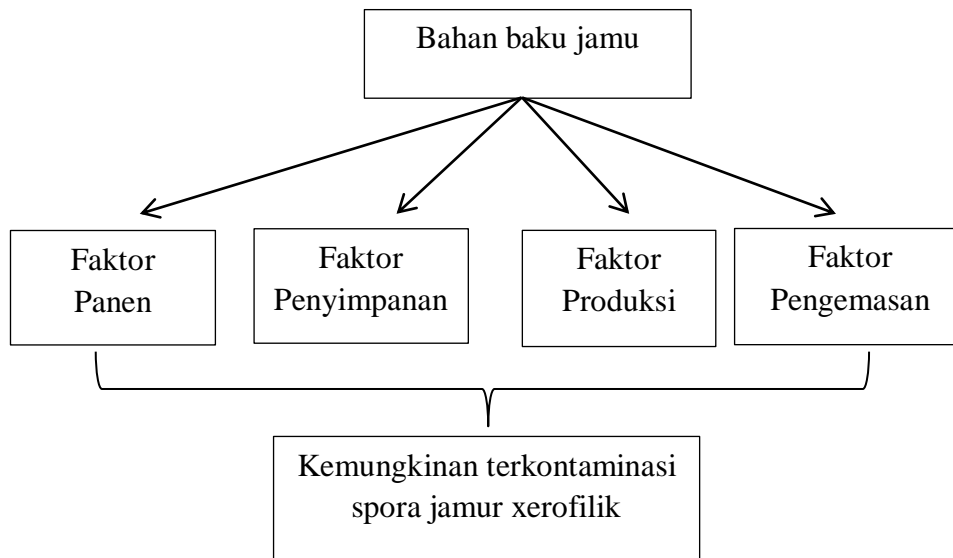 Bahan baku jamu
Faktor
Panen
Faktor
Penyimpanan
Faktor
Produksi
Faktor
Pengemasan
Kemungkinan terkontaminasi
spora jamur xerofilik